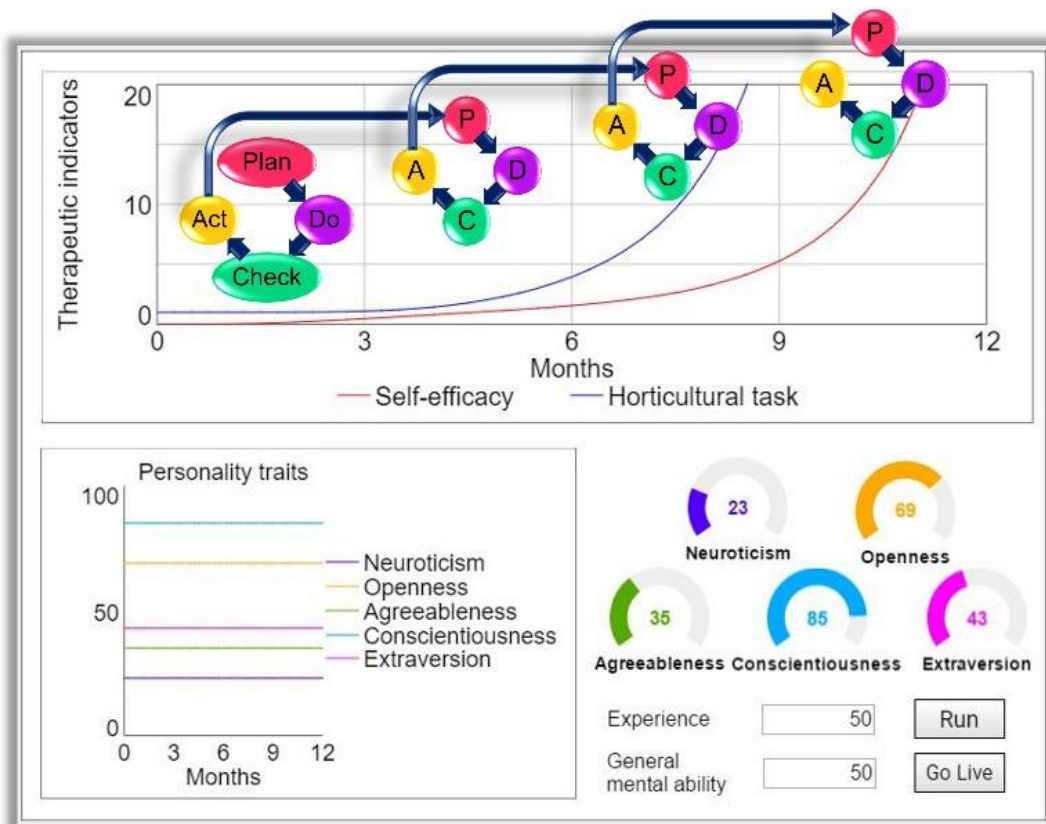 P
P
P
A
D
20
P
A
D
C
Plan
A
D
C
10
Act
Do
C
Check
0
Therapeutic indicators
0 3 6 9 12
Months
Self-efficacy Horticultural task
Personality traits
100
50
0
Neuroticism
Openness
Agreeableness
Conscientiousness
Extraversion
0 3 6 9 12
Months
23 69
Neuroticism Openness
35 85 43
Agreeableness Conscientiousness Extraversion
Experience 50 Run
General
mental ability 50 Go Live